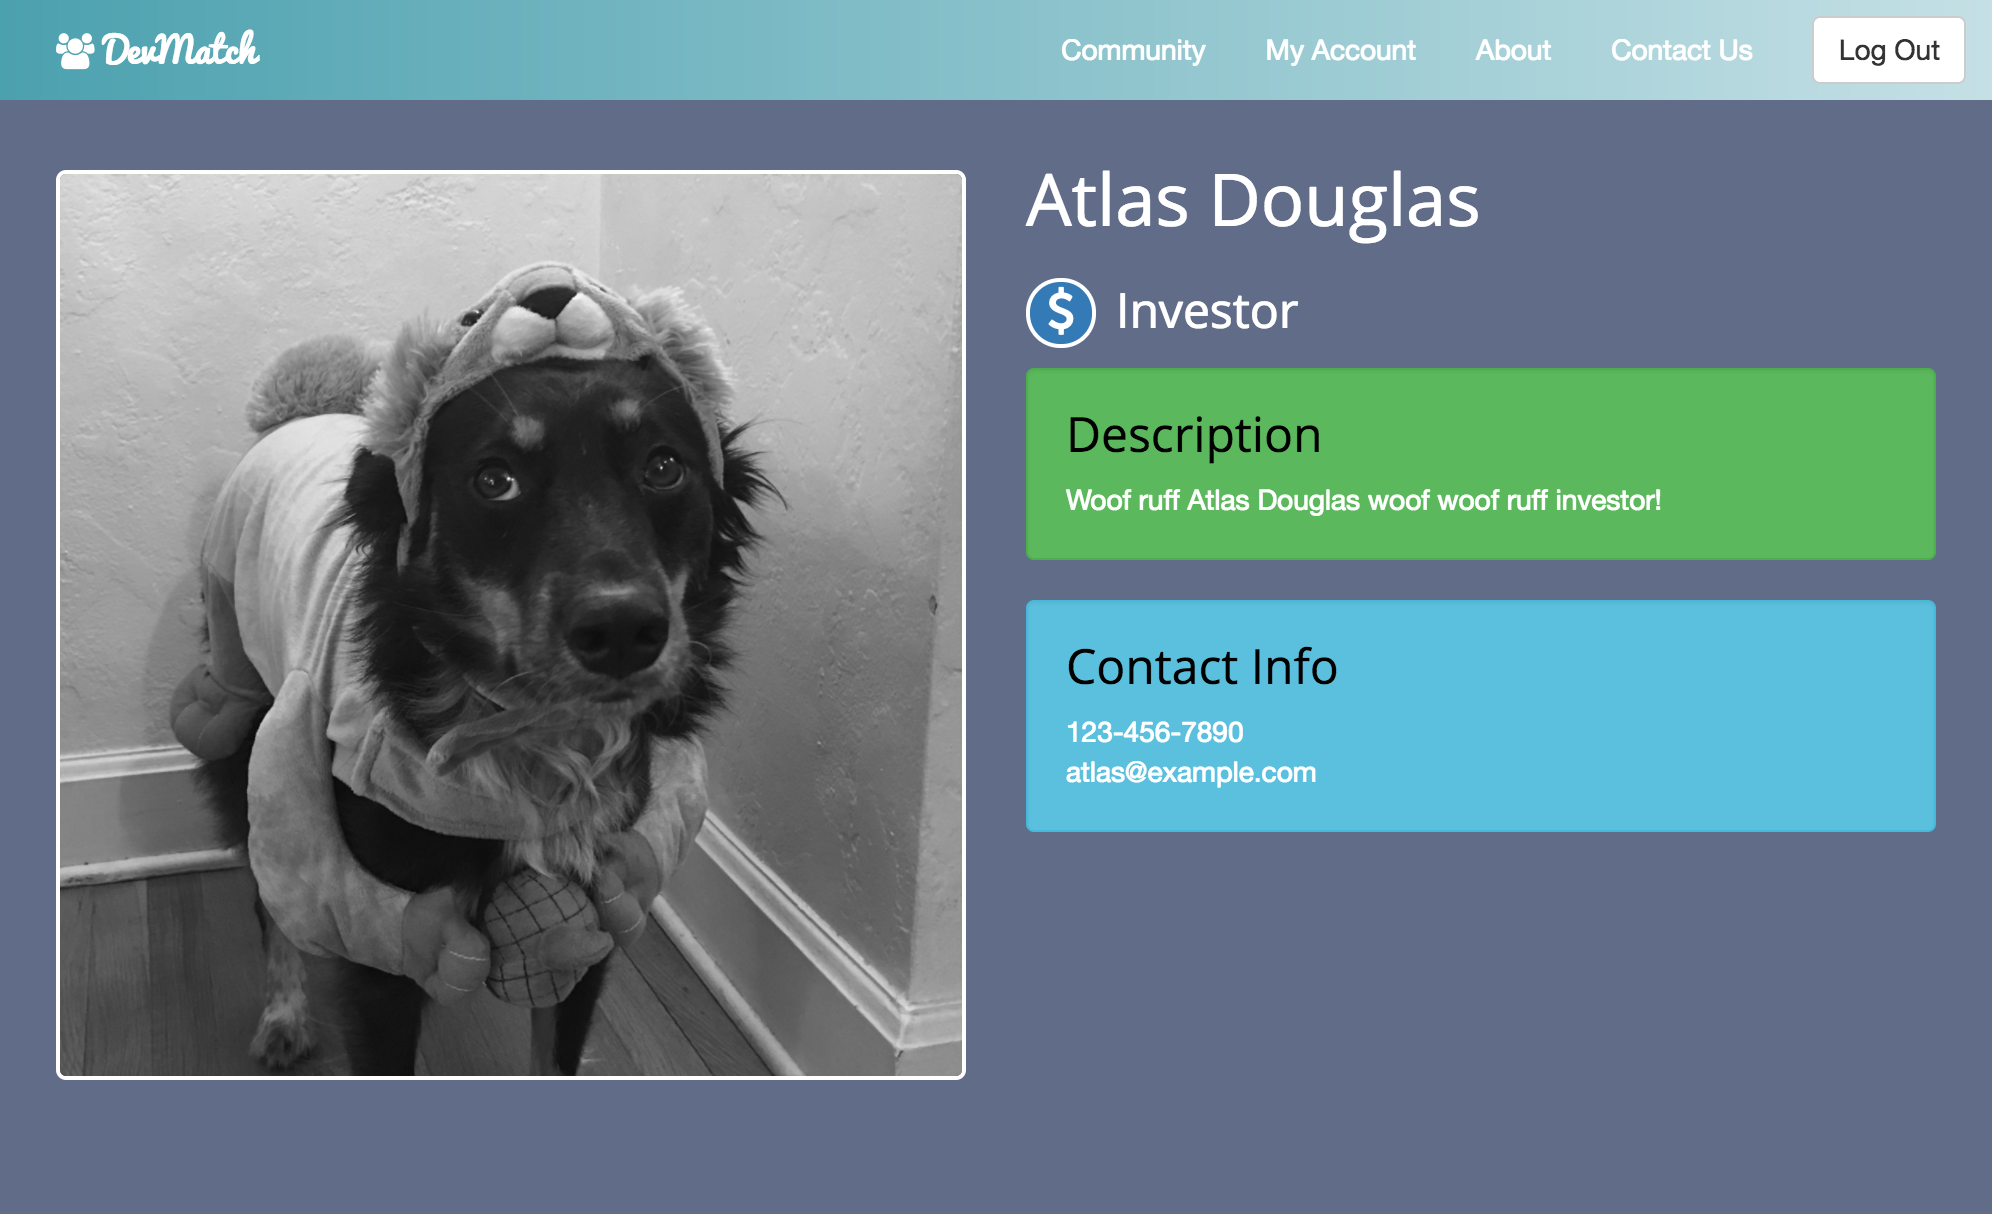 DevMatch
Community My Account About Contact Us Log Out
Atlas Douglas
$ Investor
Description
Woof ruff Atlas Douglas woof woof ruff investor!
Contact Info
123-456-7890
atlas@example.com